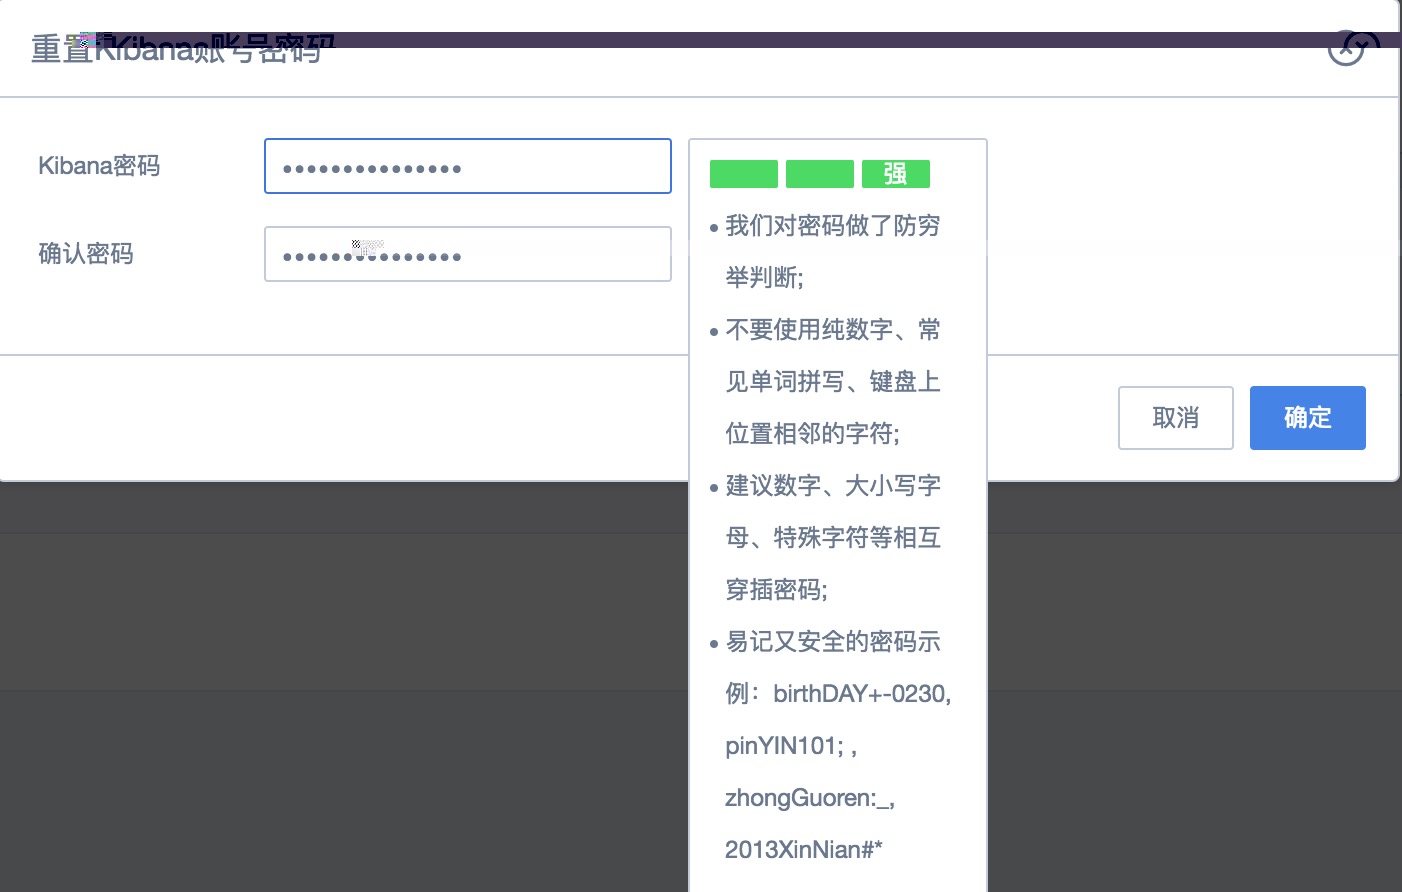 重置Kibana账号密码
Kibana密码
强
我们对密码做了防穷
举判断;
确认密码
不要使用纯数字、常
见单词拼写、键盘上
位置相邻的字符;
建议数字、大小写字
母、特殊字符等相互
穿插密码;
易记又安全的密码示
例：birthDAY+-0230,
pinYIN101; ,
zhongGuoren:_,
2013XinNian#*
取消
确定